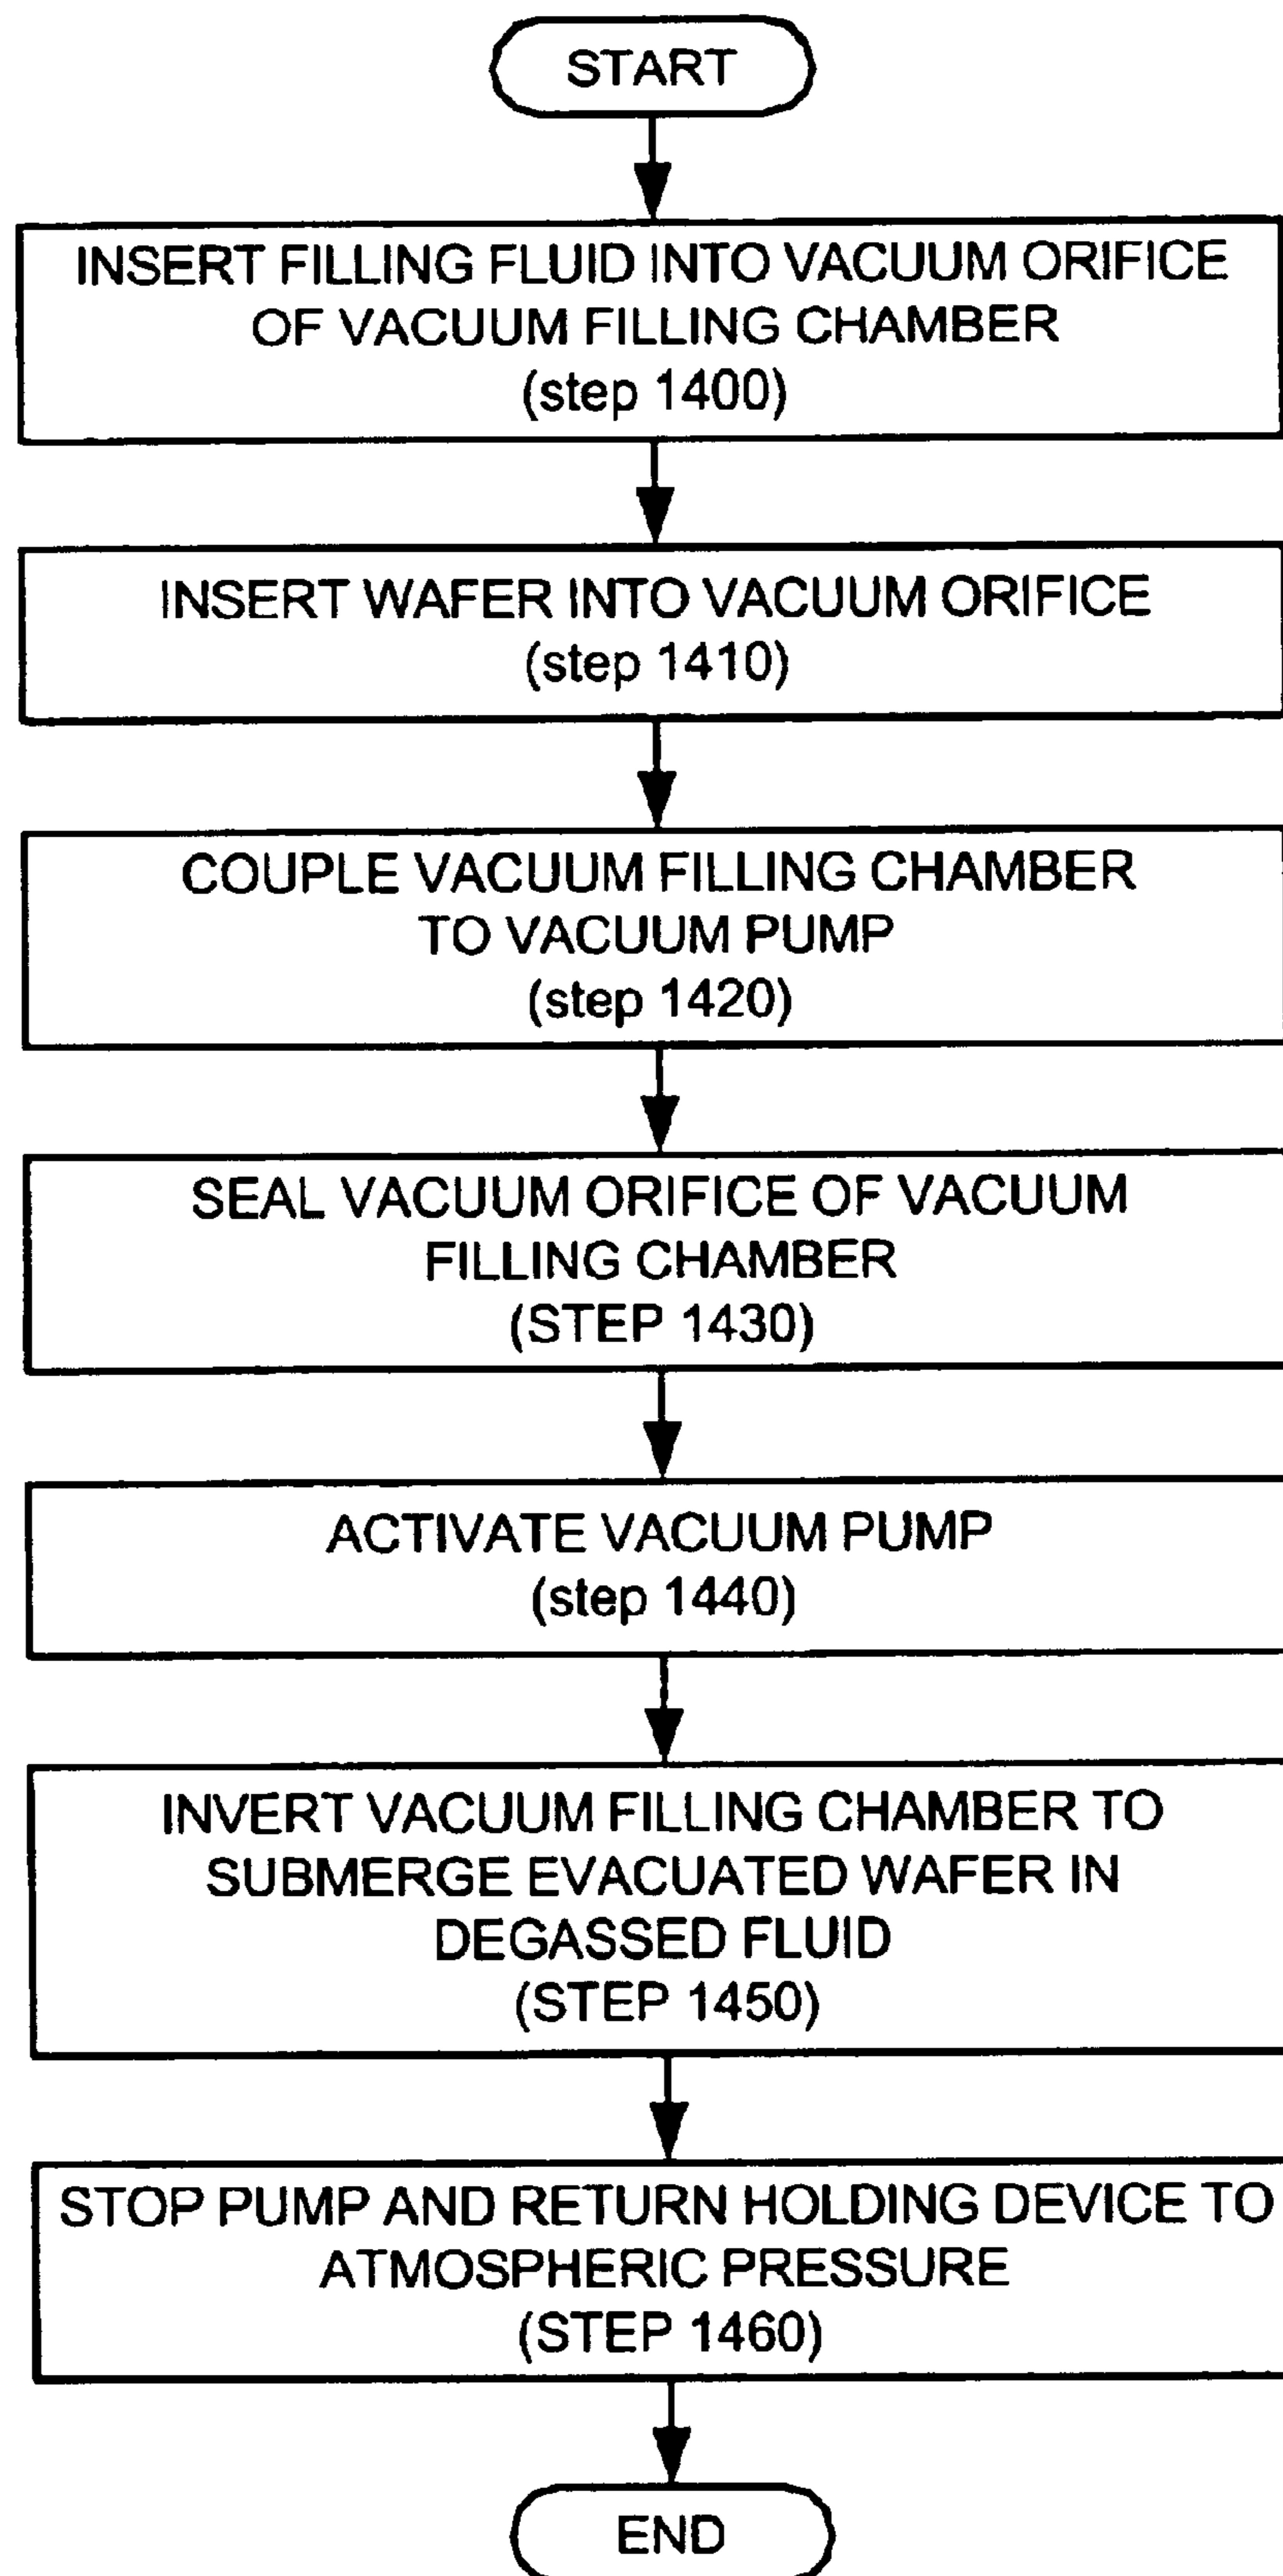 START
INSERT FILLING FLUID INTO VACUUM ORIFICE
OF VACUUM FILLING CHAMBER
(step 1400)
INSERT WAFER INTO VACUUM ORIFICE
(step 1410)
COUPLE VACUUM FILLING CHAMBER
TO VACUUM PUMP
(step 1420)
SEAL VACUUM ORIFICE OF VACUUM
FILLING CHAMBER
(STEP 1430)
ACTIVATE VACUUM PUMP
(step 1440)
INVERT VACUUM FILLING CHAMBER TO
SUBMERGE EVACUATED WAFER IN
DEGASSED FLUID
(STEP 1450)
STOP PUMP AND RETURN HOLDING DEVICE TO
ATMOSPHERIC PRESSURE
(STEP 1460)
END